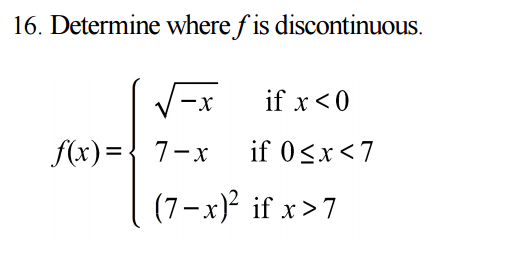 16. Determine where f is discontinuous.
√-x if x<0
f(x)= { 7-x if 0≤x<7
(7-x)² if x>7